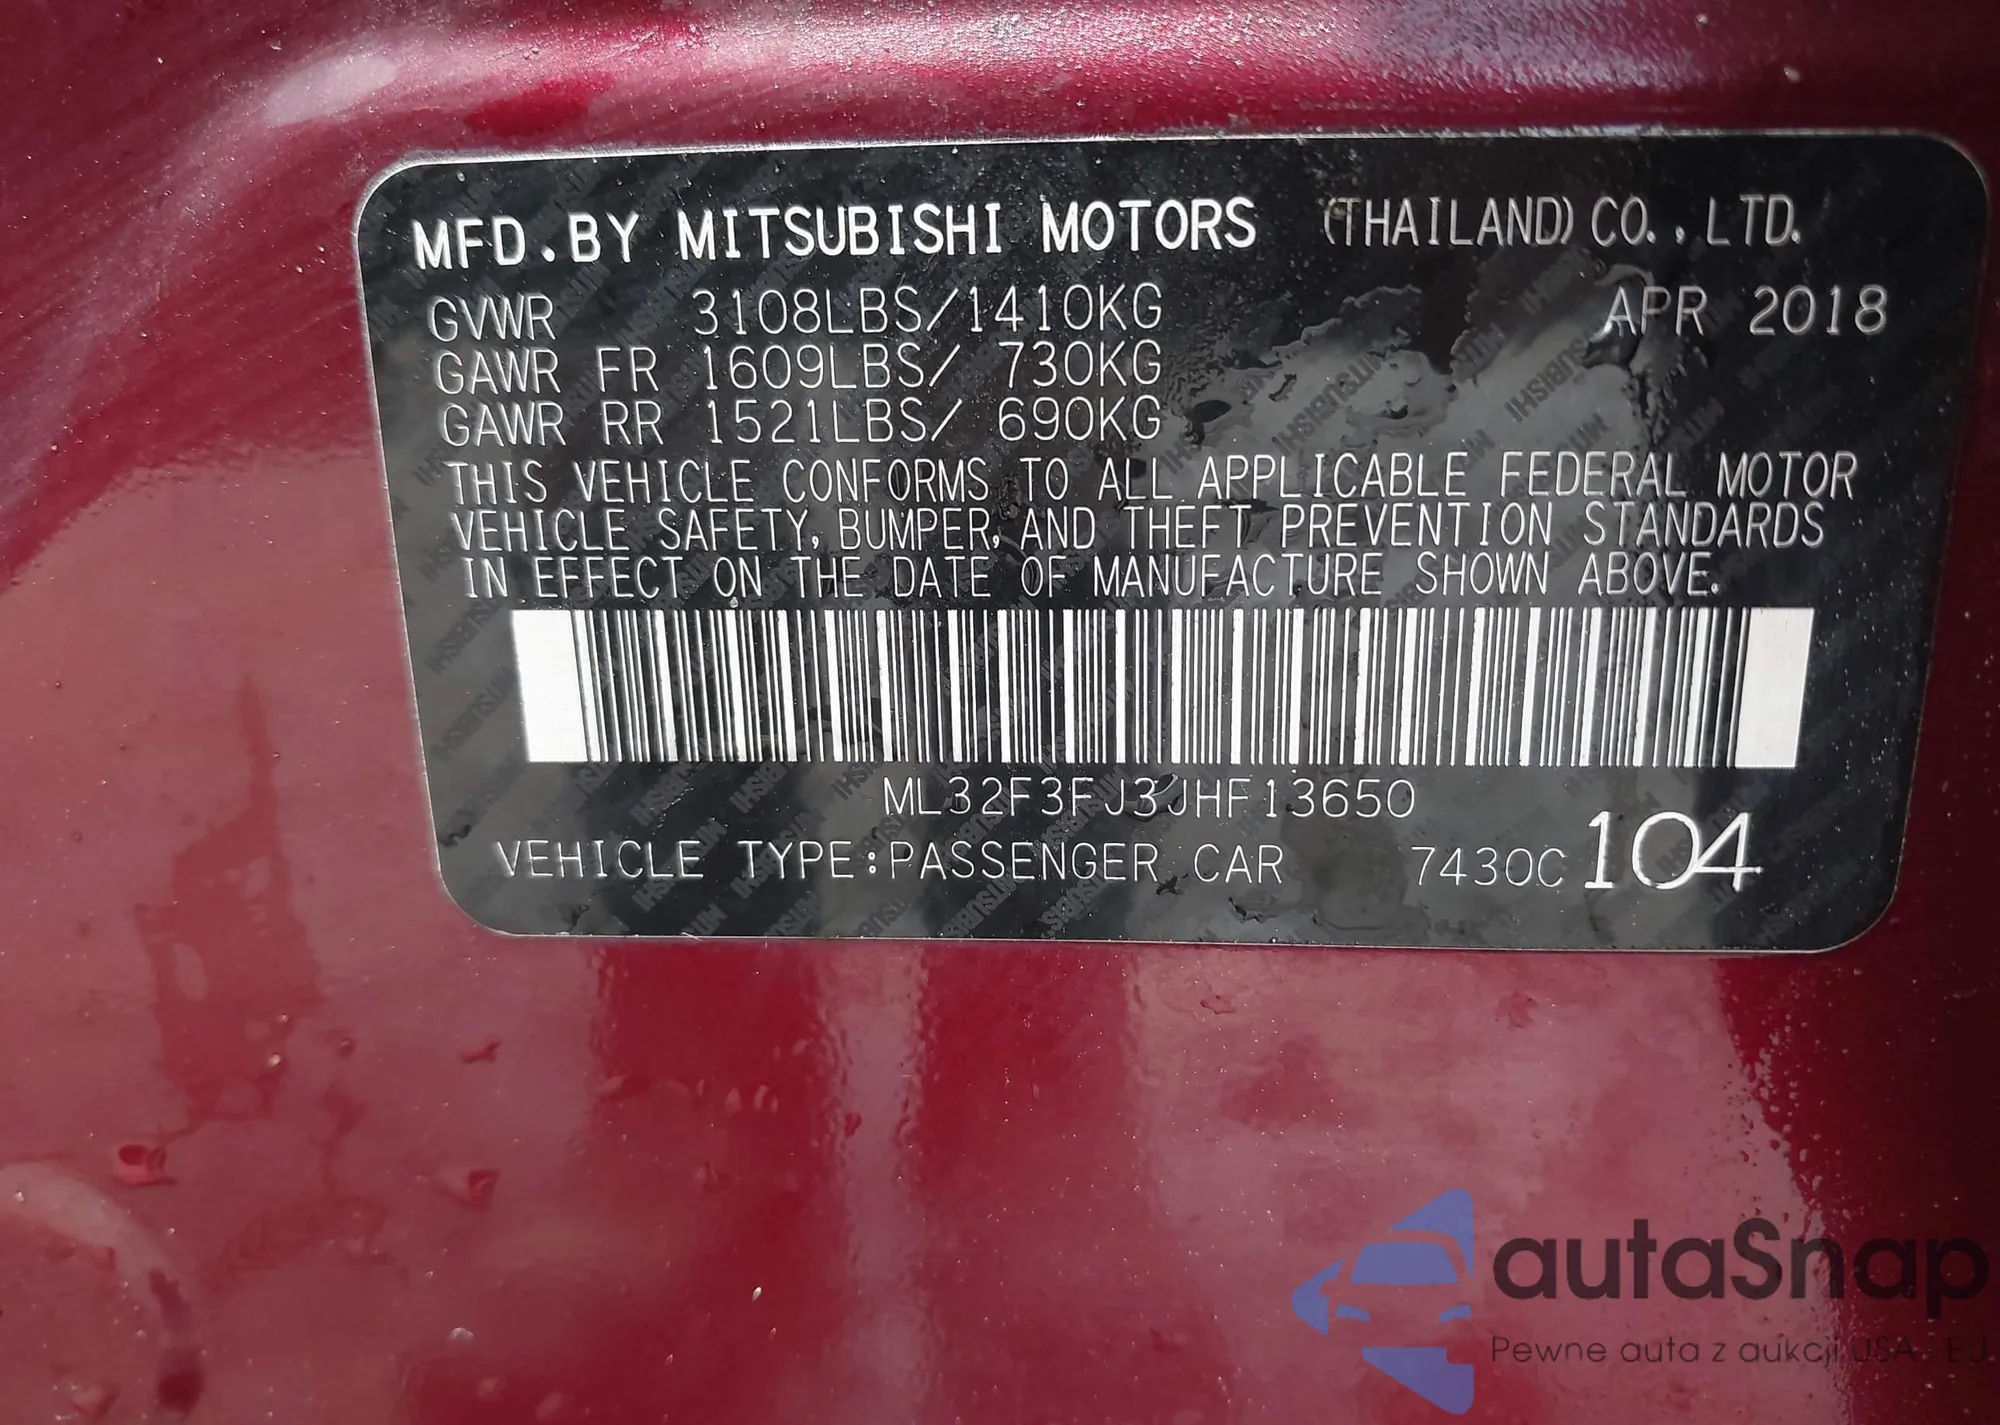 MFD.BY MITSUBISHI MOTORS (THAILAND) CO.,LTD.
GVWR 3108LBS/1410KG APR 2018
GAWR FR 1609LBS/ 730KG
GAWR RR 1521LBS/ 690KG
THIS VEHICLE CONFORMS TO ALL APPLICABLE FEDERAL MOTOR
VEHICLE SAFETY, BUMPER, AND THEFT PREVENTION STANDARDS
IN EFFECT ON THE DATE OF MANUFACTURE SHOWN ABOVE.
ML32F3FJ3JHF13650
VEHICLE TYPE:PASSENGER CAR 7430C 104
autaSnap
Pewne auta z aukcji USA - EU